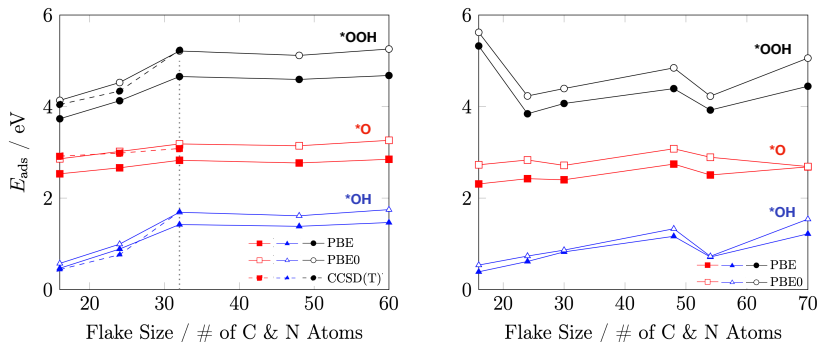 6
4
2
0
E_ads / eV
*OOH
*O
*OH
PBE
PBE0
CCSD(T)
20 30 40 50 60
Flake Size / # of C & N Atoms
6
4
2
0
*OOH
*O
*OH
PBE
PBE0
20 30 40 50 60 70
Flake Size / # of C & N Atoms